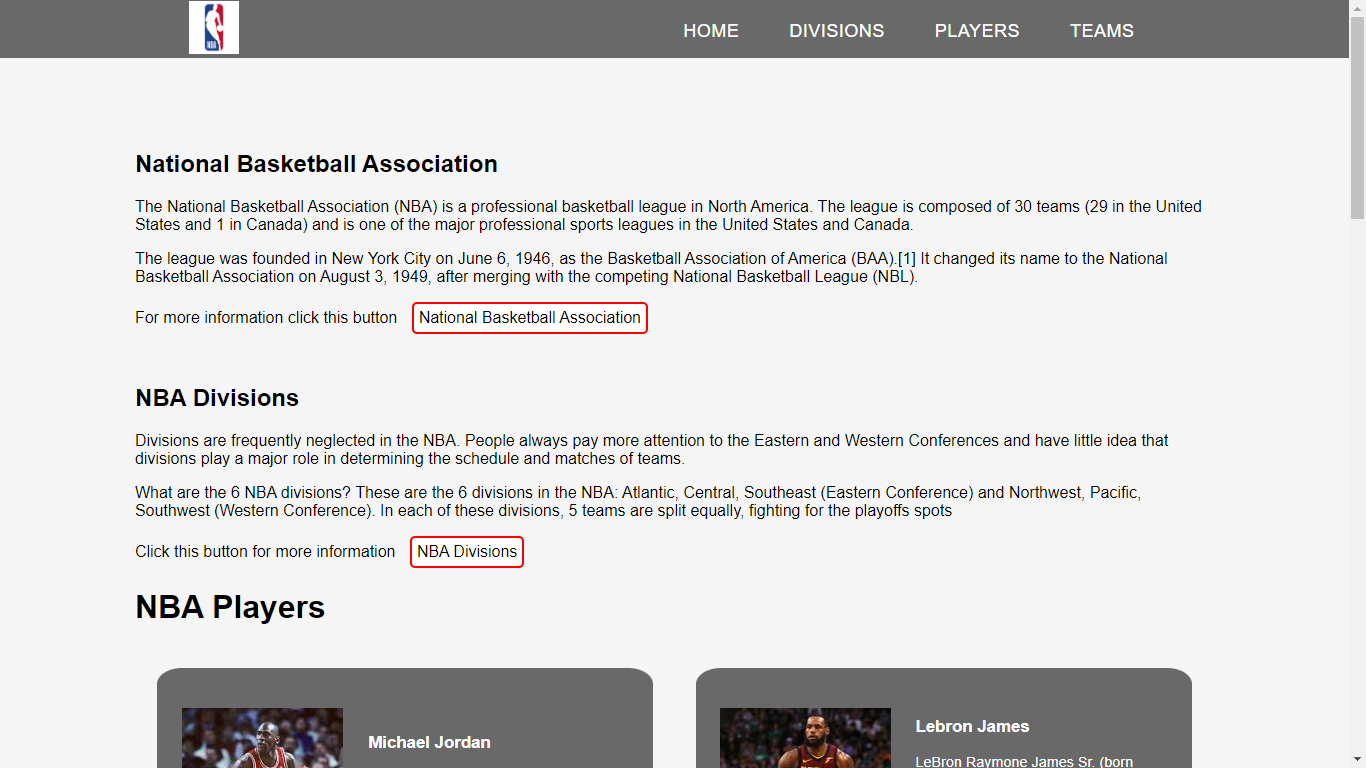 NBA
HOME DIVISIONS PLAYERS TEAMS
National Basketball Association
The National Basketball Association (NBA) is a professional basketball league in North America. The league is composed of 30 teams (29 in the United
States and 1 in Canada) and is one of the major professional sports leagues in the United States and Canada.
The league was founded in New York City on June 6, 1946, as the Basketball Association of America (BAA).[1] It changed its name to the National
Basketball Association on August 3, 1949, after merging with the competing National Basketball League (NBL).
For more information click this button National Basketball Association
NBA Divisions
Divisions are frequently neglected in the NBA. People always pay more attention to the Eastern and Western Conferences and have little idea that
divisions play a major role in determining the schedule and matches of teams.
What are the 6 NBA divisions? These are the 6 divisions in the NBA: Atlantic, Central, Southeast (Eastern Conference) and Northwest, Pacific,
Southwest (Western Conference). In each of these divisions, 5 teams are split equally, fighting for the playoffs spots
Click this button for more information NBA Divisions
NBA Players
Michael Jordan
Lebron James
LeBron Raymone James Sr. (born